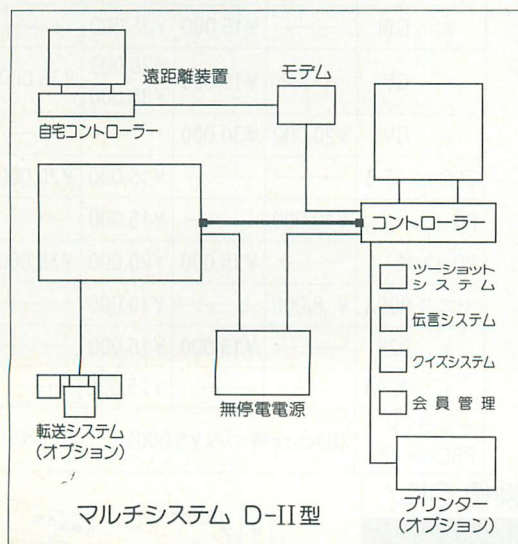 遠距離装置
モデム
自宅コントローラー
コントローラー
ツーショット
システム
伝言システム
クイズシステム
会員管理
無停電電源
転送システム
(オプション)
プリンター
(オプション)
マルチシステム D-II型